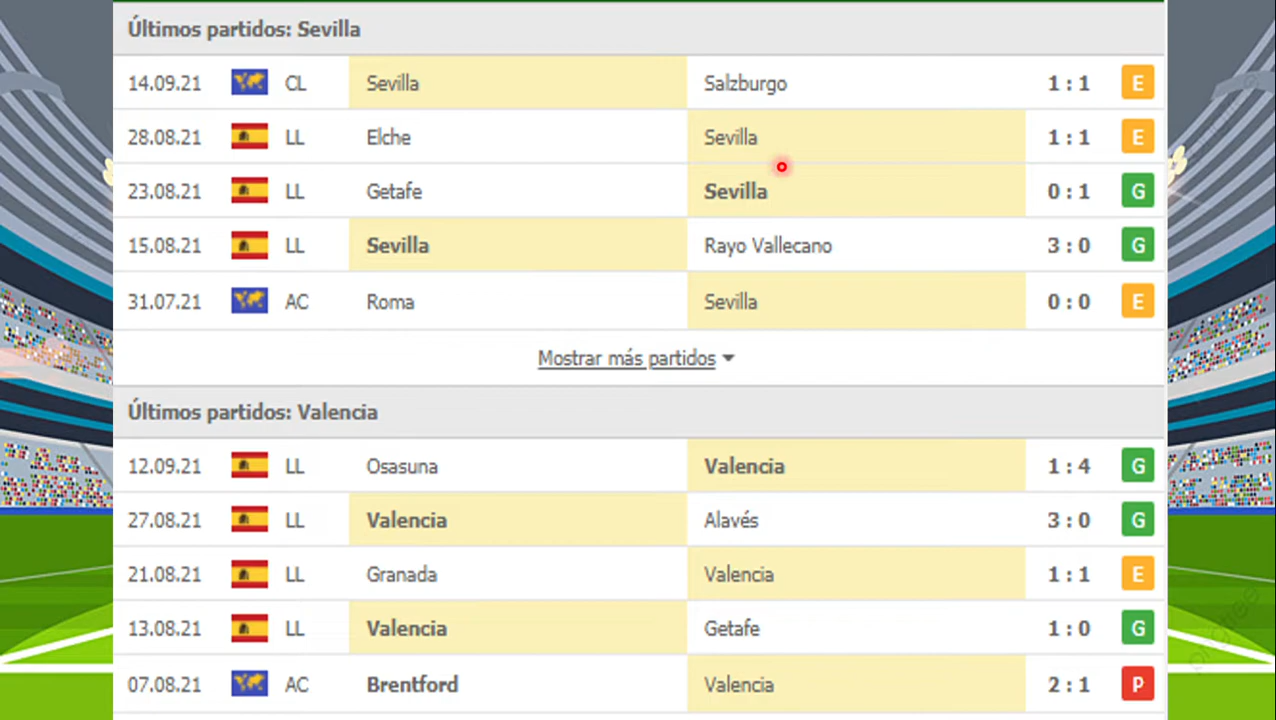 Últimos partidos: Sevilla
14.09.21 CL Sevilla Salzburgo 1 : 1 E
28.08.21 LL Elche Sevilla 1 : 1 E
23.08.21 LL Getafe Sevilla 0 : 1 G
15.08.21 LL Sevilla Rayo Vallecano 3 : 0 G
31.07.21 AC Roma Sevilla 0 : 0 E
Mostrar más partidos
Últimos partidos: Valencia
12.09.21 LL Osasuna Valencia 1 : 4 G
27.08.21 LL Valencia Alavés 3 : 0 G
21.08.21 LL Granada Valencia 1 : 1 E
13.08.21 LL Valencia Getafe 1 : 0 G
07.08.21 AC Brentford Valencia 2 : 1 P